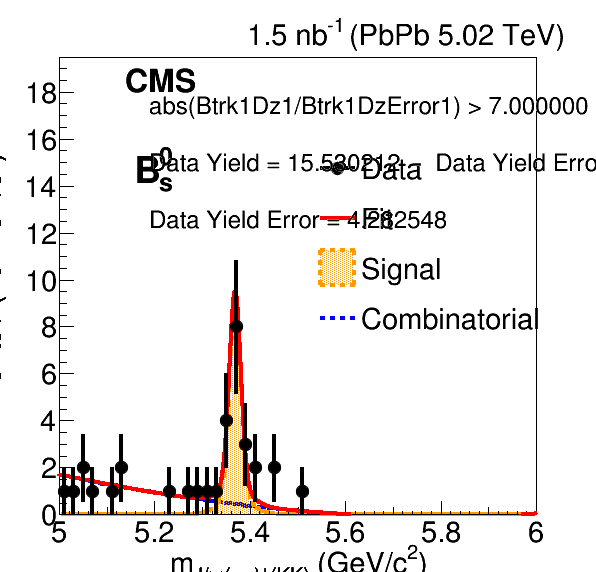 1.5 nb-1 (PbPb 5.02 TeV)
CMS
abs(Btrk1Dz1/Btrk1DzError1) > 7.000000
B0s
Data Yield = 15.530212 - Data Yield Erro
Data
Data Yield Error = 4.282548
Fit
Signal
Combinatorial
18
16
14
12
10
8
6
4
2
0
5 5.2 5.4 5.6 5.8 6
(GeV/c2)